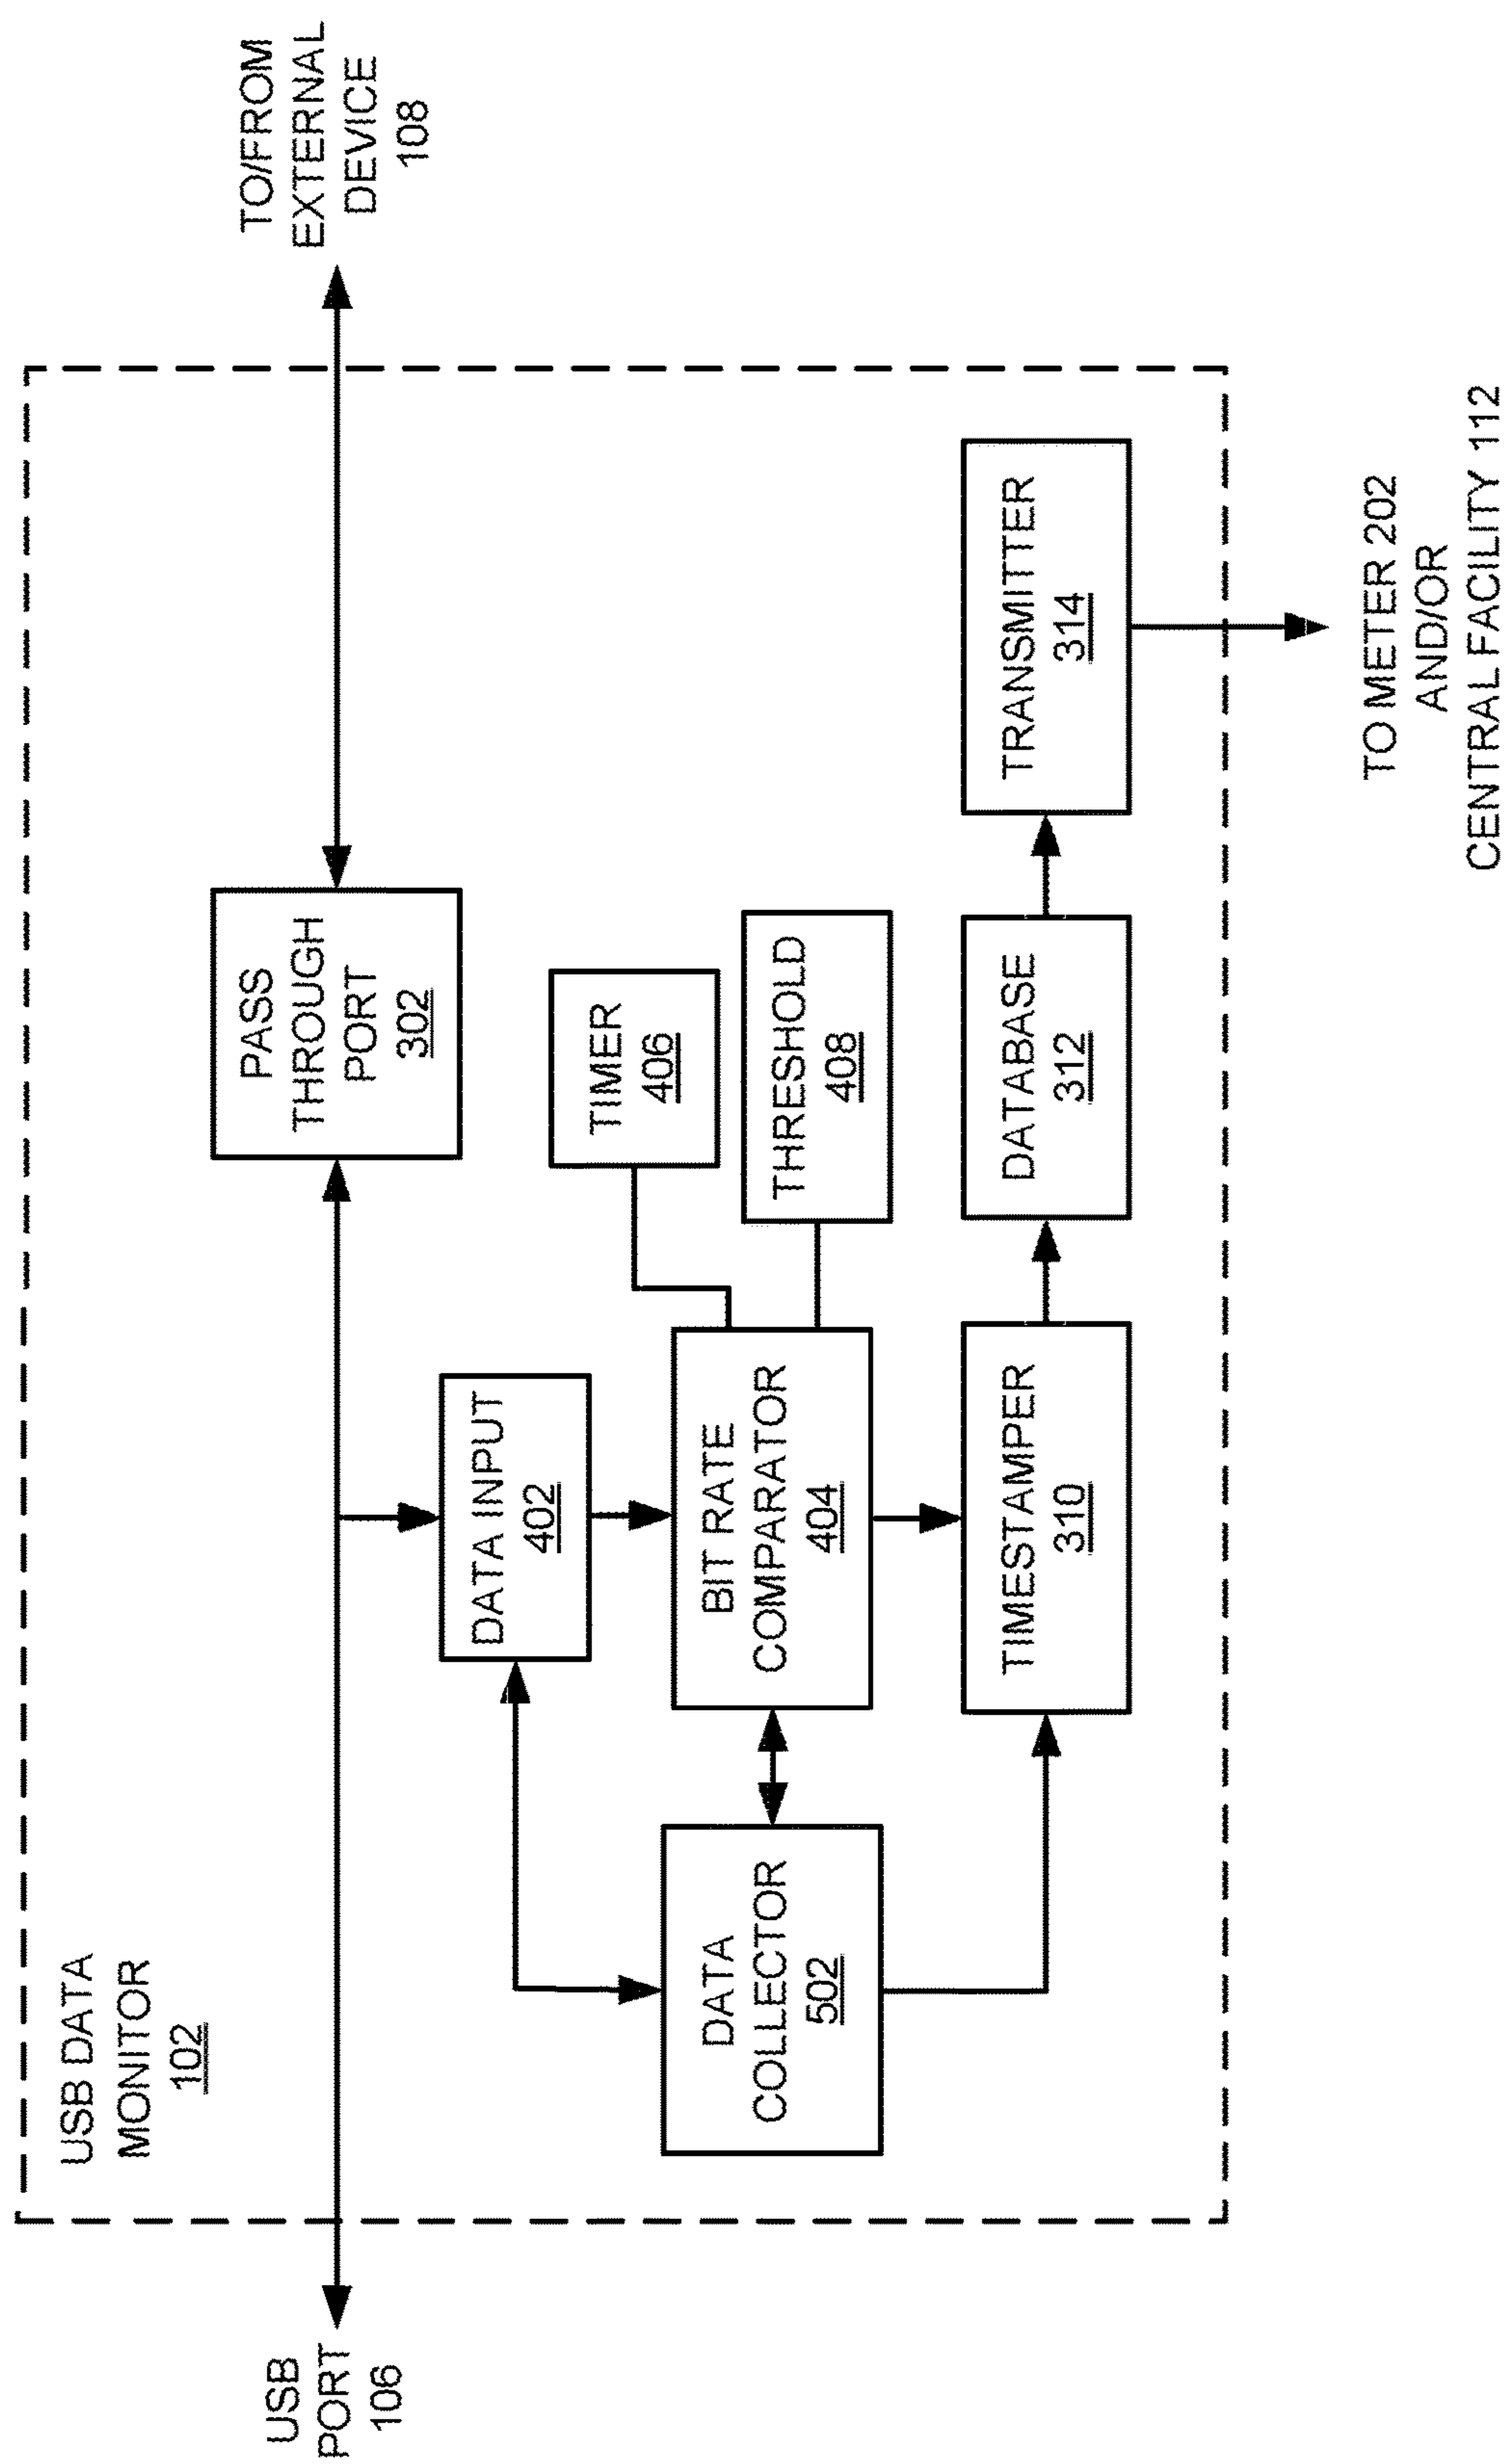 USB DATA
MONITOR
102
USB
PORT
106
PASS
THROUGH
PORT
302
TO/FROM
EXTERNAL
DEVICE
108
DATA INPUT
402
TIMER
406
DATA
COLLECTOR
502
BIT RATE
COMPARATOR
404
THRESHOLD
408
TIMESTAMPER
310
DATABASE
312
TRANSMITTER
314
TO METER 202
AND/OR
CENTRAL FACILITY 112